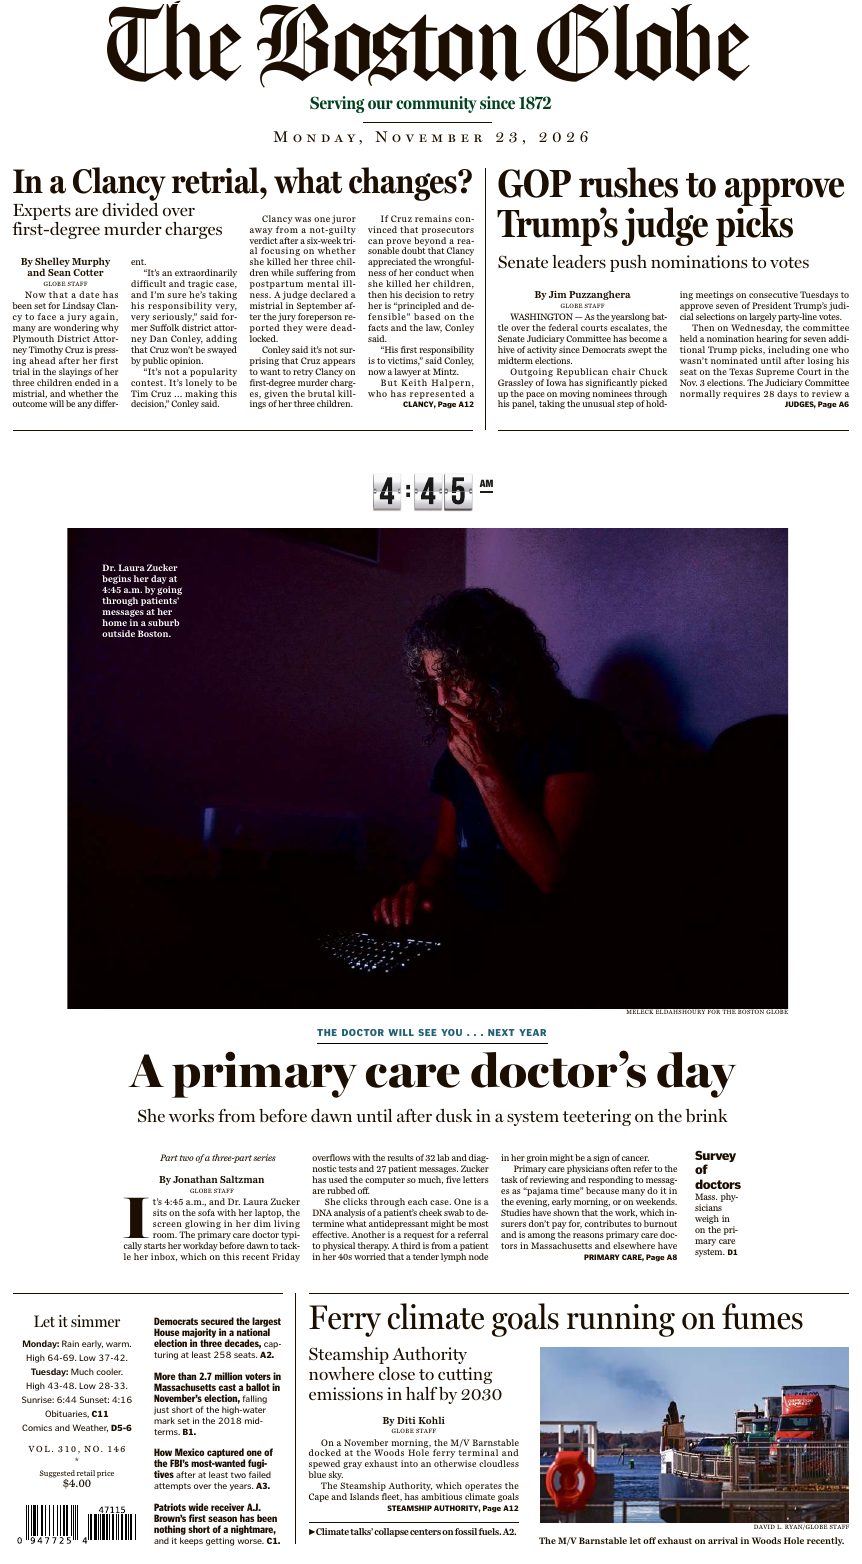 The Boston Globe
Serving our community since 1872
MONDAY, NOVEMBER 23, 2026
In a Clancy retrial, what changes?
Experts are divided over
first-degree murder charges
By Shelley Murphy
and Sean Cotter
GLOBE STAFF
Now that a date has
been set for Lindsay Clan-
cy to face a jury again,
many are wondering why
Plymouth District Attor-
ney Timothy Cruz is press-
ing ahead after her first
trial in the slayings of her
three children ended in a
mistrial, and whether the
outcome will be any differ-
ent.
“It’s an extraordinarily
difficult and tragic case,
and I’m sure he’s taking
his responsibility very,
very seriously,” said for-
mer Suffolk district attor-
ney Dan Conley, adding
that Cruz won’t be swayed
by public opinion.
“It’s not a popularity
contest. It’s lonely to be
Tim Cruz ... making this
decision,” Conley said.
Clancy was one juror
away from a not-guilty
verdict after a six-week tri-
al focusing on whether
she killed her three chil-
dren while suffering from
postpartum mental ill-
ness. A judge declared a
mistrial in September af-
ter the jury foreperson re-
ported they were dead-
locked.
Conley said it’s not sur-
prising that Cruz appears
to want to retry Clancy on
first-degree murder charg-
es, given the brutal kill-
ings of her three children.
If Cruz remains con-
vinced that prosecutors
can prove beyond a rea-
sonable doubt that Clancy
appreciated the wrongful-
ness of her conduct when
she killed her children,
then his decision to retry
her is “principled and de-
fensible” based on the
facts and the law, Conley
said.
“His first responsibility
is to victims,” said Conley,
now a lawyer at Mintz.
But Keith Halpern,
who has represented a
CLANCY, Page A12
GOP rushes to approve
Trump’s judge picks
Senate leaders push nominations to votes
By Jim Puzzanghera
GLOBE STAFF
WASHINGTON — As the yearslong bat-
tle over the federal courts escalates, the
Senate Judiciary Committee has become a
hive of activity since Democrats swept the
midterm elections.
Outgoing Republican chair Chuck
Grassley of Iowa has significantly picked
up the pace on moving nominees through
his panel, taking the unusual step of hold-
ing meetings on consecutive Tuesdays to
approve seven of President Trump’s judi-
cial selections on largely party-line votes.
Then on Wednesday, the committee
held a nomination hearing for seven addi-
tional Trump picks, including one who
wasn’t nominated until after losing his
seat on the Texas Supreme Court in the
Nov. 3 elections. The Judiciary Committee
normally requires 28 days to review a
JUDGES, Page A6
4:45 AM
Dr. Laura Zucker
begins her day at
4:45 a.m. by going
through patients’
messages at her
home in a suburb
outside Boston.
MELECK ELDAHSHOURY FOR THE BOSTON GLOBE
THE DOCTOR WILL SEE YOU . . . NEXT YEAR
A primary care doctor’s day
She works from before dawn until after dusk in a system teetering on the brink
Part two of a three-part series
By Jonathan Saltzman
GLOBE STAFF
It’s 4:45 a.m., and Dr. Laura Zucker
sits on the sofa with her laptop, the
screen glowing in her dim living
room. The primary care doctor typi-
cally starts her workday before dawn to tack-
le her inbox, which on this recent Friday
overflows with the results of 32 lab and diag-
nostic tests and 27 patient messages. Zucker
has used the computer so much, five letters
are rubbed off.
She clicks through each case. One is a
DNA analysis of a patient’s cheek swab to de-
termine what antidepressant might be most
effective. Another is a request for a referral
to physical therapy. A third is from a patient
in her 40s worried that a tender lymph node
in her groin might be a sign of cancer.
Primary care physicians often refer to the
task of reviewing and responding to messag-
es as “pajama time” because many do it in
the evening, early morning, or on weekends.
Studies have shown that the work, which in-
surers don’t pay for, contributes to burnout
and is among the reasons primary care doc-
tors in Massachusetts and elsewhere have
PRIMARY CARE, Page A8
Survey
of
doctors
Mass. phy-
sicians
weigh in
on the pri-
mary care
system. D1
Let it simmer
Monday: Rain early, warm.
High 64-69. Low 37-42.
Tuesday: Much cooler.
High 43-48. Low 28-33.
Sunrise: 6:44 Sunset: 4:16
Obituaries, C11
Comics and Weather, D5-6
VOL. 310, NO. 146
*
Suggested retail price
$4.00
47115
0 947725 4
Democrats secured the largest
House majority in a national
election in three decades, cap-
turing at least 258 seats. A2.
More than 2.7 million voters in
Massachusetts cast a ballot in
November’s election, falling
just short of the high-water
mark set in the 2018 mid-
terms. B1.
How Mexico captured one of
the FBI’s most-wanted fugi-
tives after at least two failed
attempts over the years. A3.
Patriots wide receiver A.J.
Brown’s first season has been
nothing short of a nightmare,
and it keeps getting worse. C1.
Ferry climate goals running on fumes
Steamship Authority
nowhere close to cutting
emissions in half by 2030
By Diti Kohli
GLOBE STAFF
On a November morning, the M/V Barnstable
docked at the Woods Hole ferry terminal and
spewed gray exhaust into an otherwise cloudless
blue sky.
The Steamship Authority, which operates the
Cape and Islands fleet, has ambitious climate goals
STEAMSHIP AUTHORITY, Page A12
▶Climate talks’ collapse centers on fossil fuels. A2.
DAVID L. RYAN/GLOBE STAFF
The M/V Barnstable let off exhaust on arrival in Woods Hole recently.